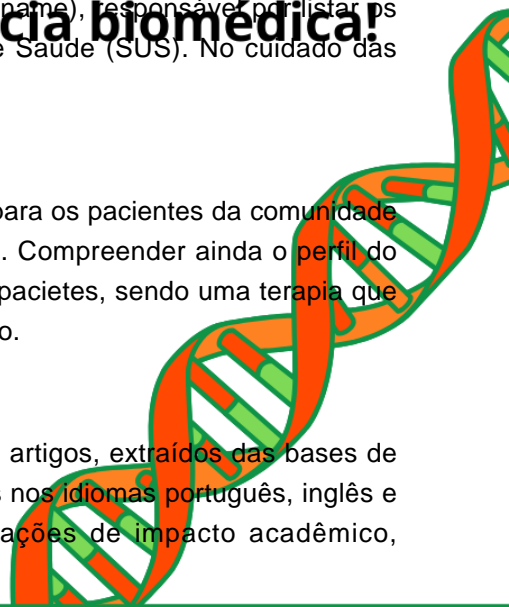 name), responsável por listar os
cia biomédica!
e Saúde (SUS). No cuidado das
para os pacientes da comunidade
. Compreender ainda o perfil do
pacietes, sendo uma terapia que
o.
artigos, extraídos das bases de
s nos idiomas português, inglês e
ações de impacto acadêmico,